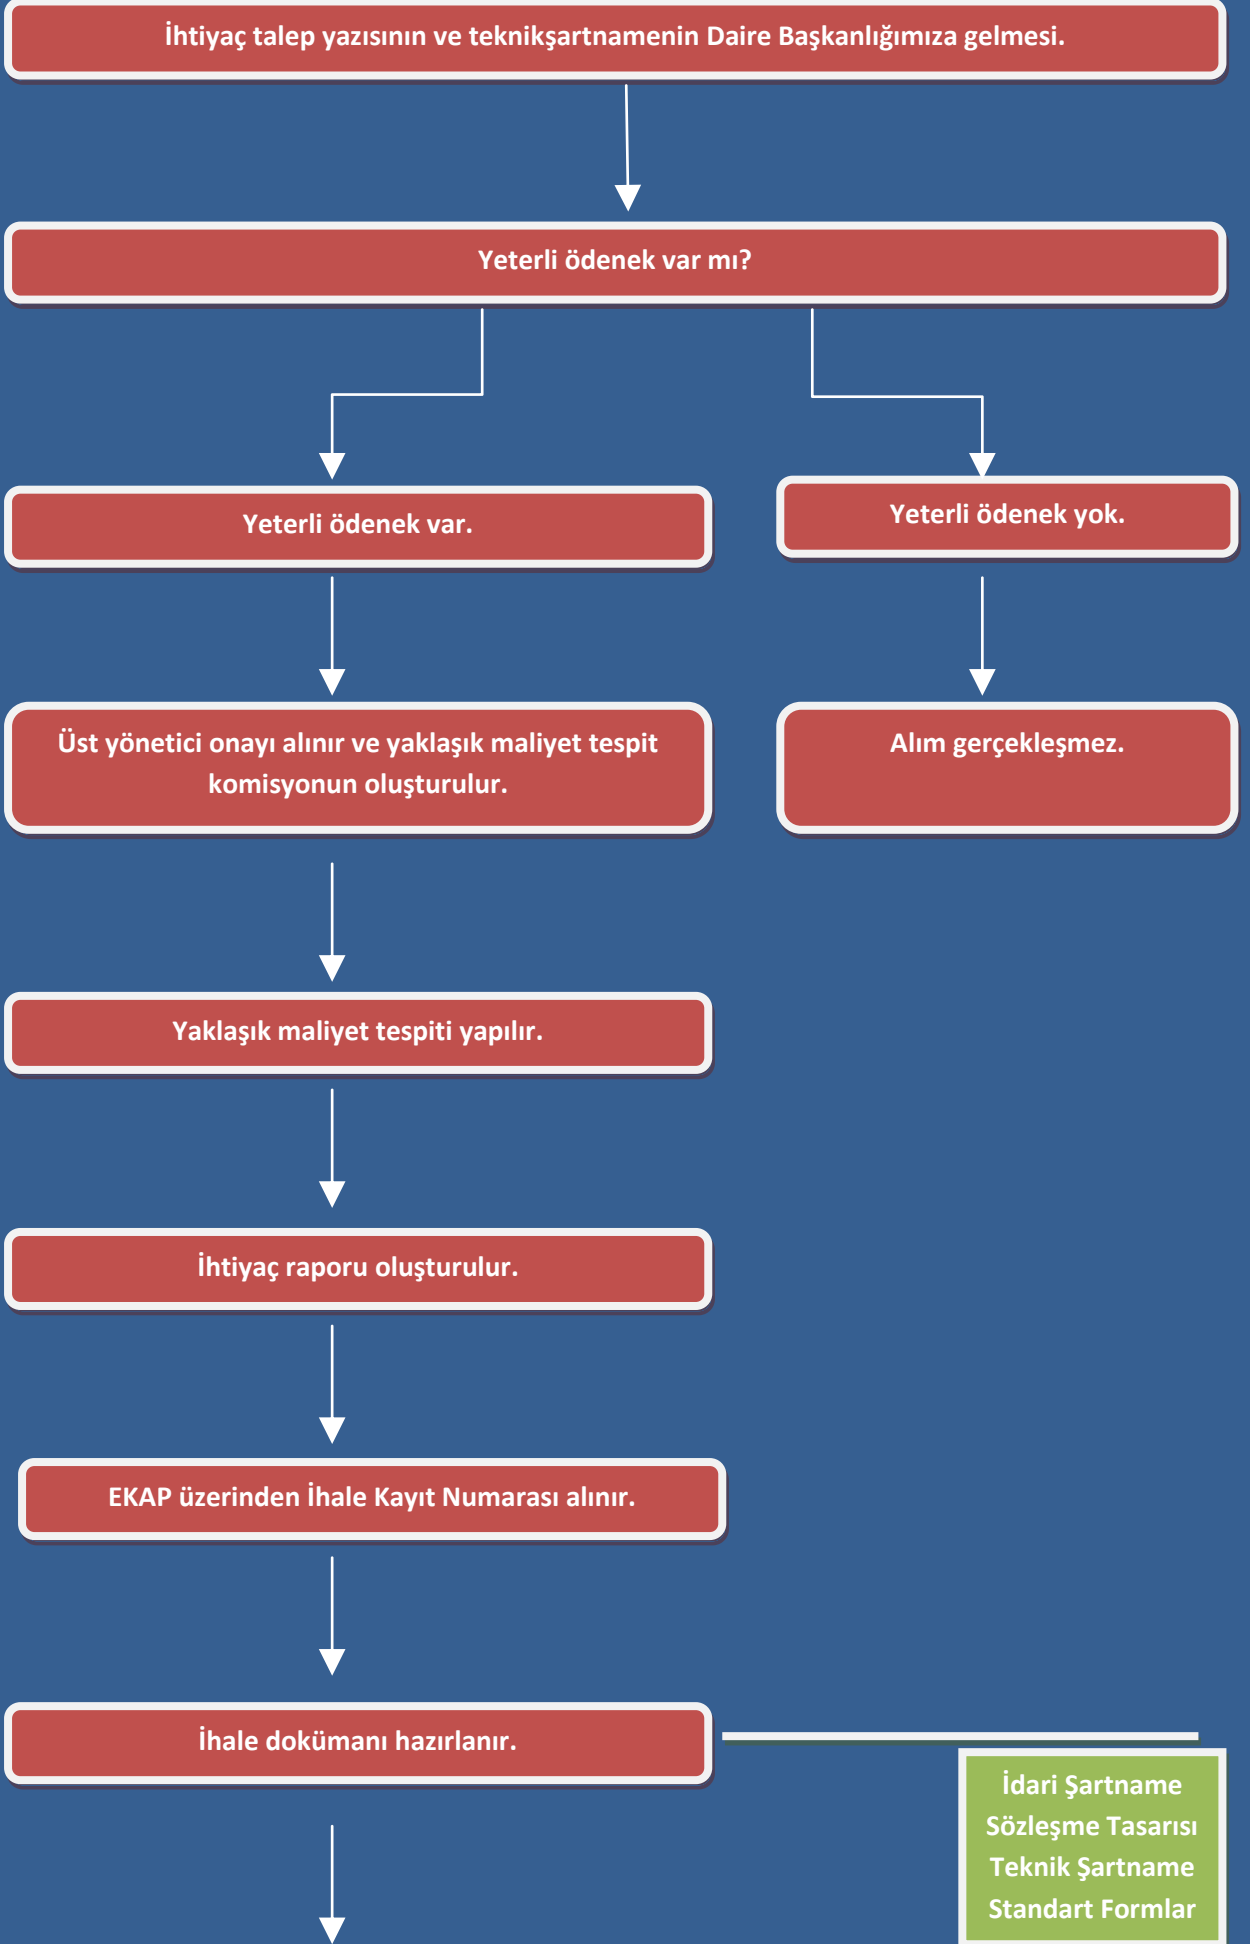 İhtiyaç talep yazısının ve teknikşartnamenin Daire Başkanlığımıza gelmesi.
Yeterli ödenek var mı?
Yeterli ödenek var.
Yeterli ödenek yok.
Üst yönetici onayı alınır ve yaklaşık maliyet tespit
komisyonun oluşturulur.
Alım gerçekleşmez.
Yaklaşık maliyet tespiti yapılır.
İhtiyaç raporu oluşturulur.
EKAP üzerinden İhale Kayıt Numarası alınır.
İhale dokümanı hazırlanır.
İdari Şartname
Sözleşme Tasarısı
Teknik Şartname
Standart Formlar